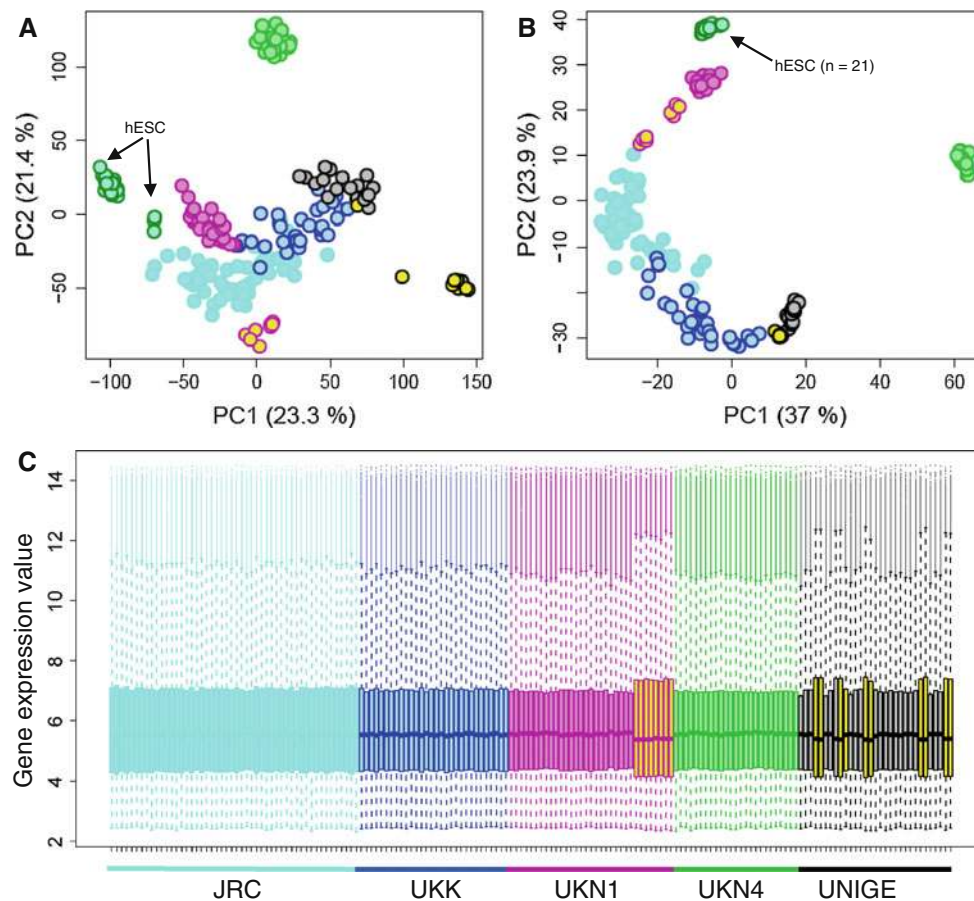 A
hESC
PC2 (21.4 %)
100
50
0
−50
−100
−50
0
50
100
150
PC1 (23.3 %)
B
hESC (n = 21)
PC2 (23.9 %)
40
30
20
10
0
−10
−30
−20
0
20
40
60
PC1 (37 %)
C
Gene expression value
14
12
10
8
6
4
2
JRC
UKK
UKN1
UKN4
UNIGE